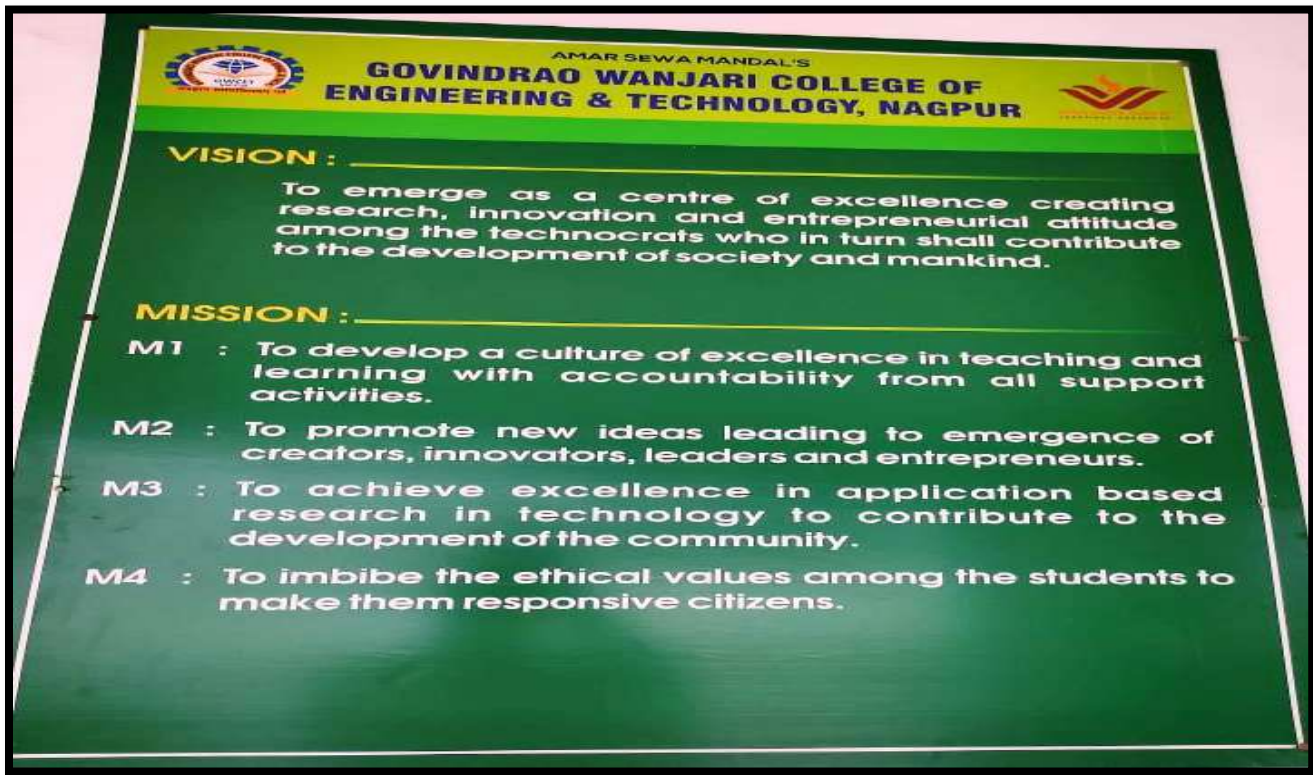 AMAR SEWA MANDAL'S
GOVINDRAO WANJARI COLLEGE OF
ENGINEERING & TECHNOLOGY, NAGPUR
GWCET
VISION :
To emerge as a centre of excellence creating
research, innovation and entrepreneurial attitude
among the technocrats who in turn shall contribute
to the development of society and mankind.
MISSION :
M1 : To develop a culture of excellence in teaching and
learning with accountability from all support
activities.
M2 : To promote new ideas leading to emergence of
creators, innovators, leaders and entrepreneurs.
M3 : To achieve excellence in application based
research in technology to contribute to the
development of the community.
M4 : To imbibe the ethical values among the students to
make them responsive citizens.